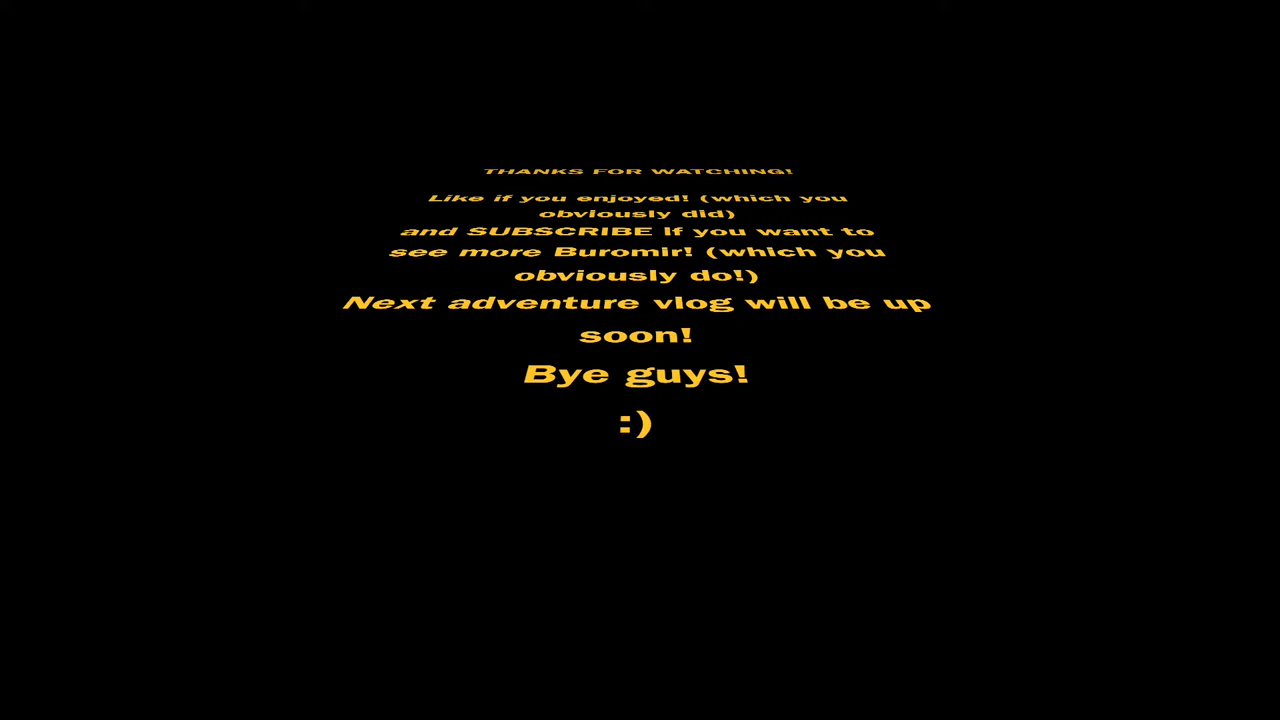 THANKS FOR WATCHING!
Like if you enjoyed! (which you
obviously did)
and SUBSCRIBE If you want to
see more Buromir! (which you
obviously do!)
Next adventure vlog will be up
soon!
Bye guys!
:)